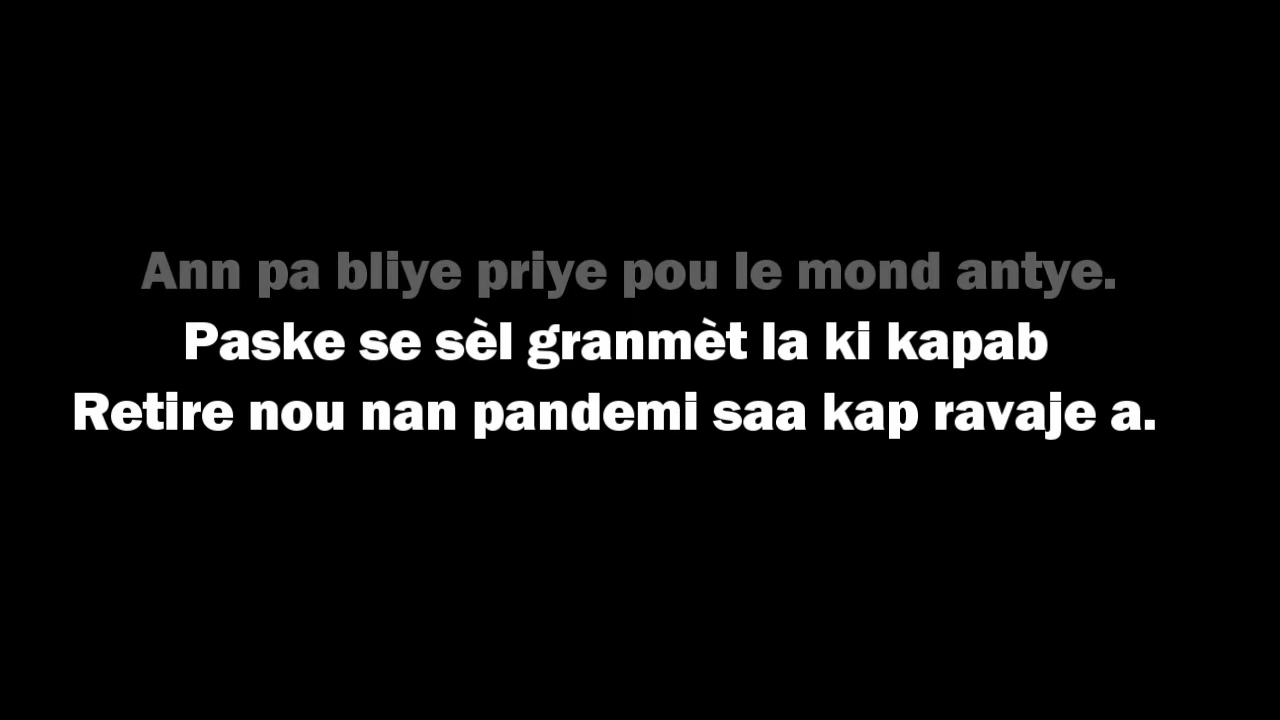 Ann pa bliye priye pou le mond antye.
Paske se sèl granmèt la ki kapab
Retire nou nan pandemi saa kap ravaje a.